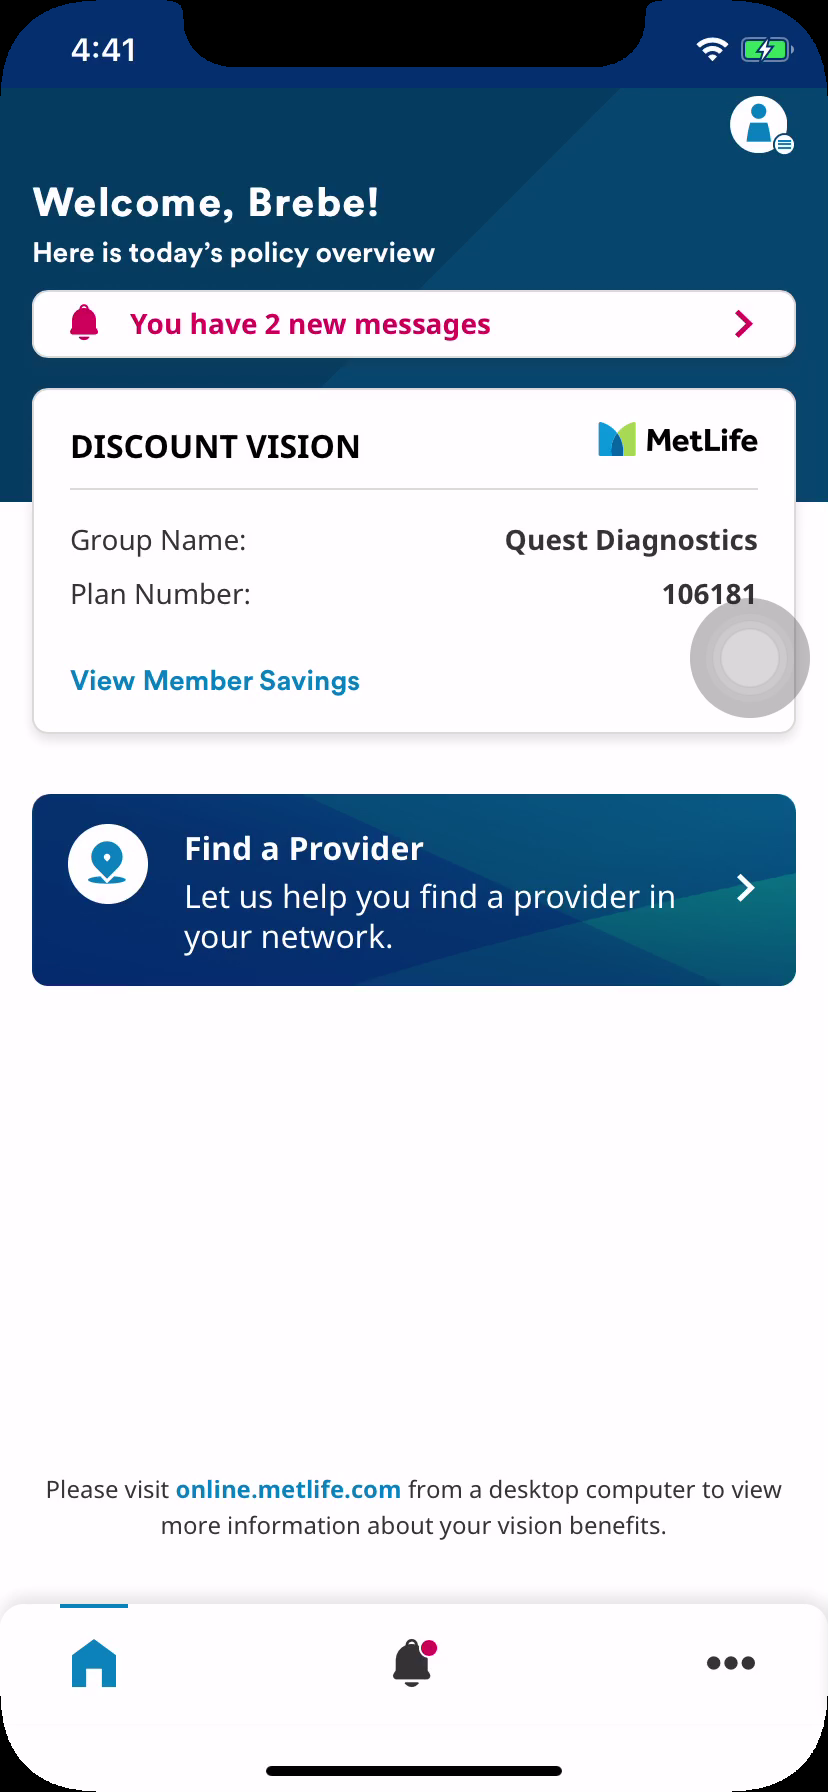 4:41
Welcome, Brebe!
Here is today’s policy overview
You have 2 new messages
DISCOUNT VISION
MetLife
Group Name: Quest Diagnostics
Plan Number: 106181
View Member Savings
Find a Provider
Let us help you find a provider in
your network.
Please visit online.metlife.com from a desktop computer to view
more information about your vision benefits.